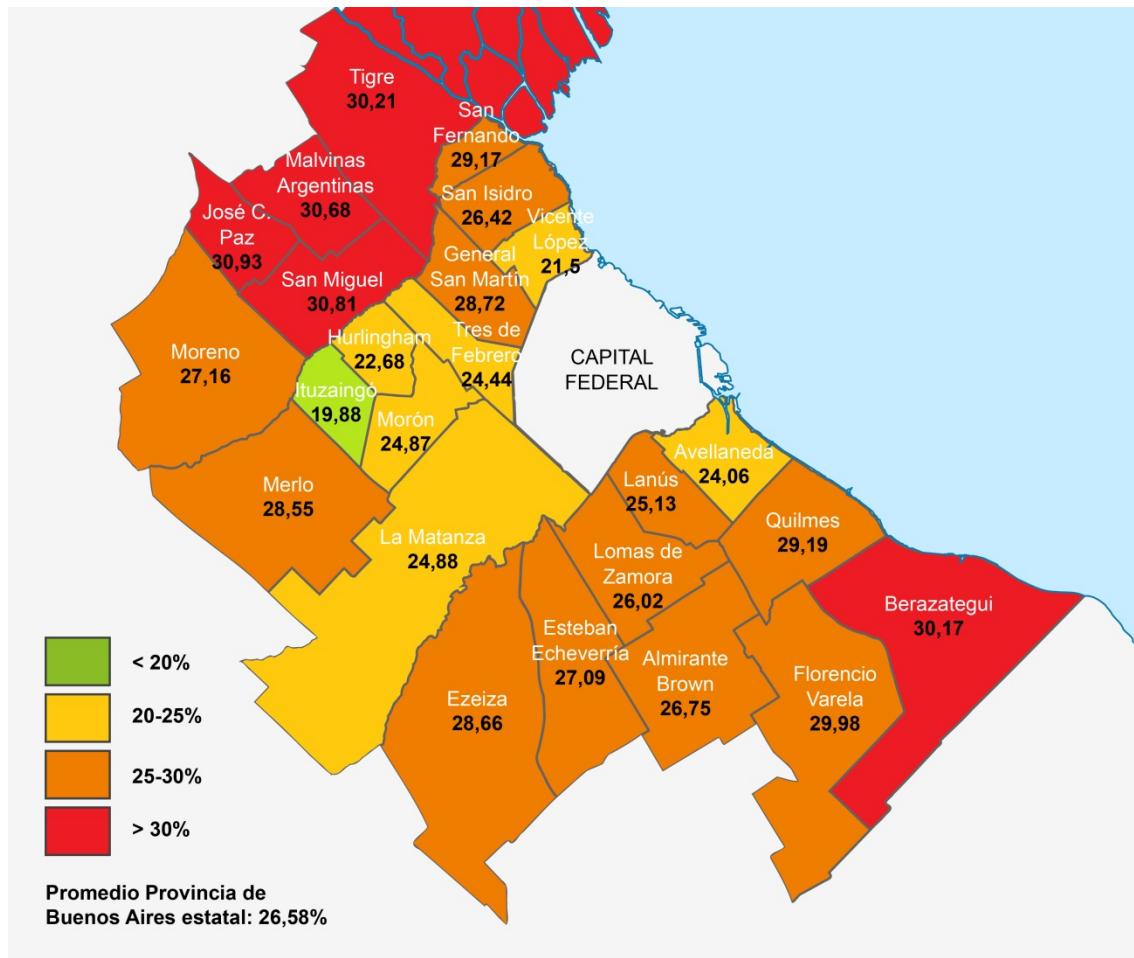 Tigre
30,21
San
Fernando
29,17
Malvinas
Argentinas
30,68
San Isidro
26,42
José C.
Paz
30,93
Vicente
López
21,5
General
San Martín
28,72
San Miguel
30,81
Hurlingham
22,68
Tres de
Febrero
24,44
Moreno
27,16
CAPITAL
FEDERAL
Ituzaingó
19,88
Morón
24,87
Avellaneda
24,06
Lanús
25,13
Merlo
28,55
Quilmes
29,19
La Matanza
24,88
Lomas de
Zamora
26,02
Berazategui
30,17
Esteban
Echeverría
27,09
Almirante
Brown
26,75
Florencio
Varela
29,98
Ezeiza
28,66
< 20%
20-25%
25-30%
> 30%
Promedio Provincia de
Buenos Aires estatal: 26,58%